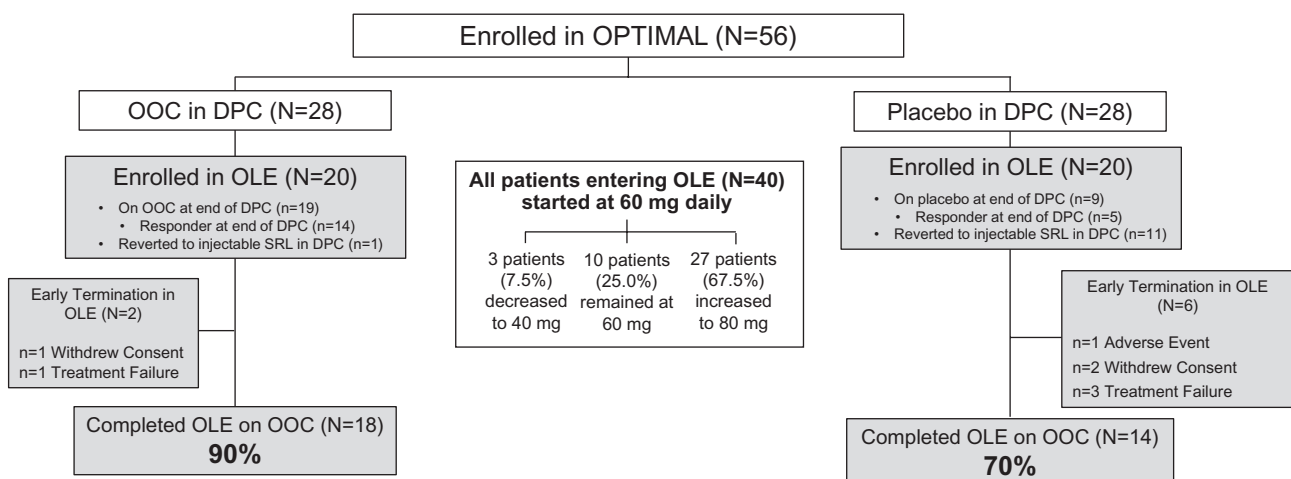 Enrolled in OPTIMAL (N=56)
OOC in DPC (N=28)
Enrolled in OLE (N=20)
• On OOC at end of DPC (n=19)
• Responder at end of DPC (n=14)
• Reverted to injectable SRL in DPC (n=1)
Early Termination in
OLE (N=2)
n=1 Withdrew Consent
n=1 Treatment Failure
Completed OLE on OOC (N=18)
90%
All patients entering OLE (N=40)
started at 60 mg daily
3 patients
(7.5%)
decreased
to 40 mg
10 patients
(25.0%)
remained at
60 mg
27 patients
(67.5%)
increased
to 80 mg
Placebo in DPC (N=28)
Enrolled in OLE (N=20)
• On placebo at end of DPC (n=9)
• Responder at end of DPC (n=5)
• Reverted to injectable SRL in DPC (n=11)
Early Termination in OLE
(N=6)
n=1 Adverse Event
n=2 Withdrew Consent
n=3 Treatment Failure
Completed OLE on OOC (N=14)
70%